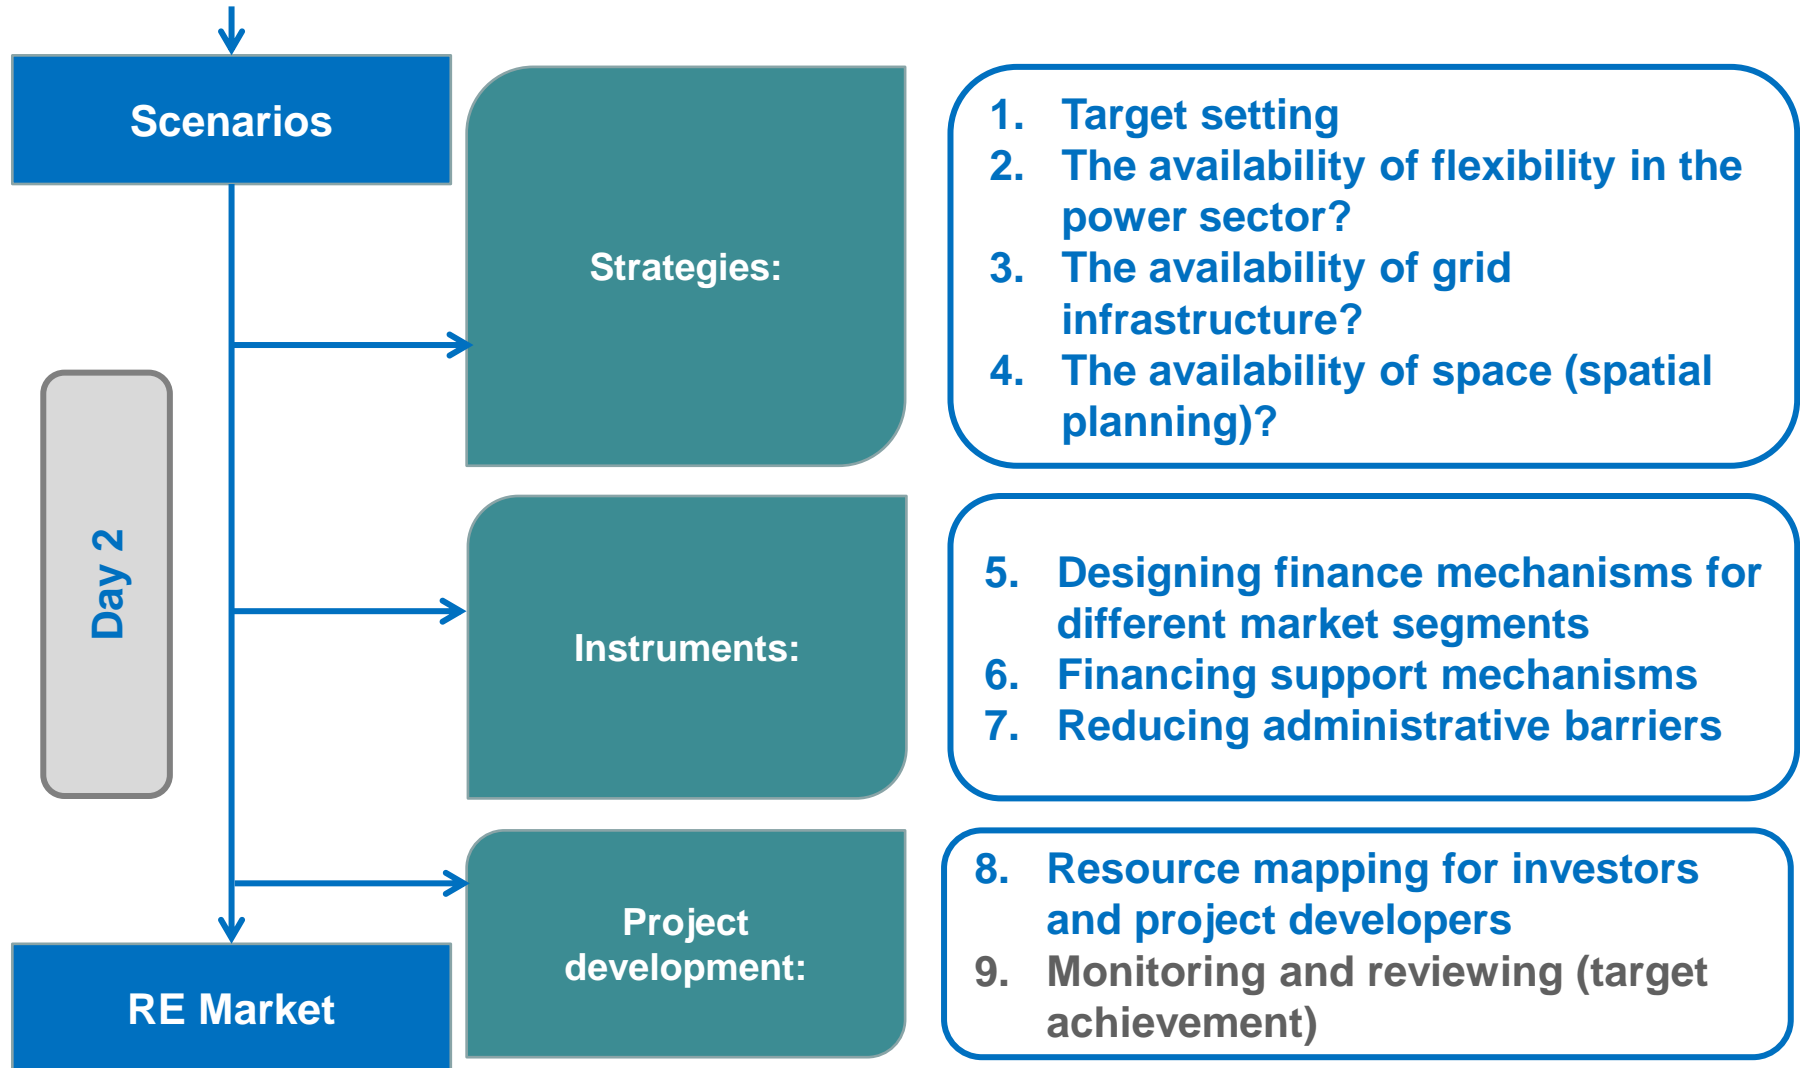 Scenarios
Strategies:
1. Target setting
2. The availability of flexibility in the
power sector?
3. The availability of grid
infrastructure?
4. The availability of space (spatial
planning)?
Day 2
Instruments:
5. Designing finance mechanisms for
different market segments
6. Financing support mechanisms
7. Reducing administrative barriers
Project
development:
8. Resource mapping for investors
and project developers
9. Monitoring and reviewing (target
achievement)
RE Market